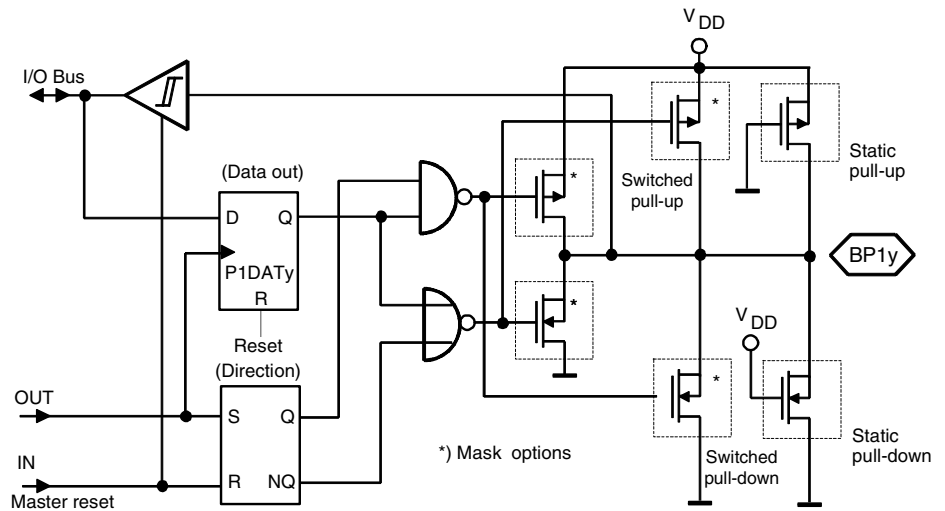 V DD
I/O Bus
*
*
Static
pull-up
(Data out)
Switched
pull-up
D
Q
P1DATy
R
BP1y
*
V DD
Reset
(Direction)
OUT
S
Q
*
*) Mask options
Static
pull-down
IN
Switched
pull-down
Master reset
R
NQ